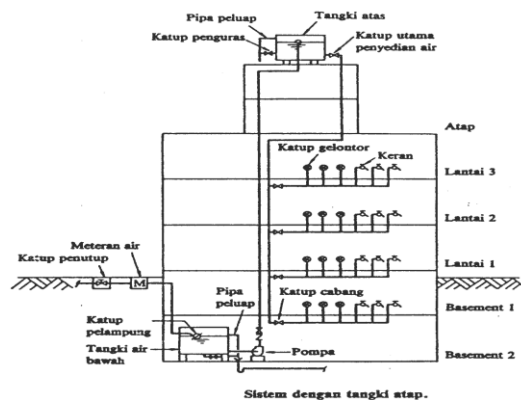 Pipa peluap
Tangki atas
Katup penguras
Katup utama
penyedian air
Atap
Katup gelontor
Keran
Lantai 3
Lantai 2
Meteran air
Katup penutup
Lantai 1
M
Pipa
peluap
Katup cabang
Basement 1
Katup
pelampung
Tangki air
bawah
Pompa
Basement 2
Sistem dengan tangki atap.